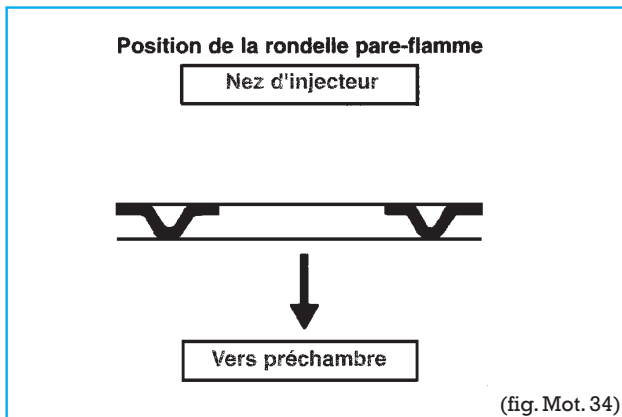 Position de la rondelle pare-flamme
Nez d'injecteur
Vers préchambre
(fig. Mot. 34)